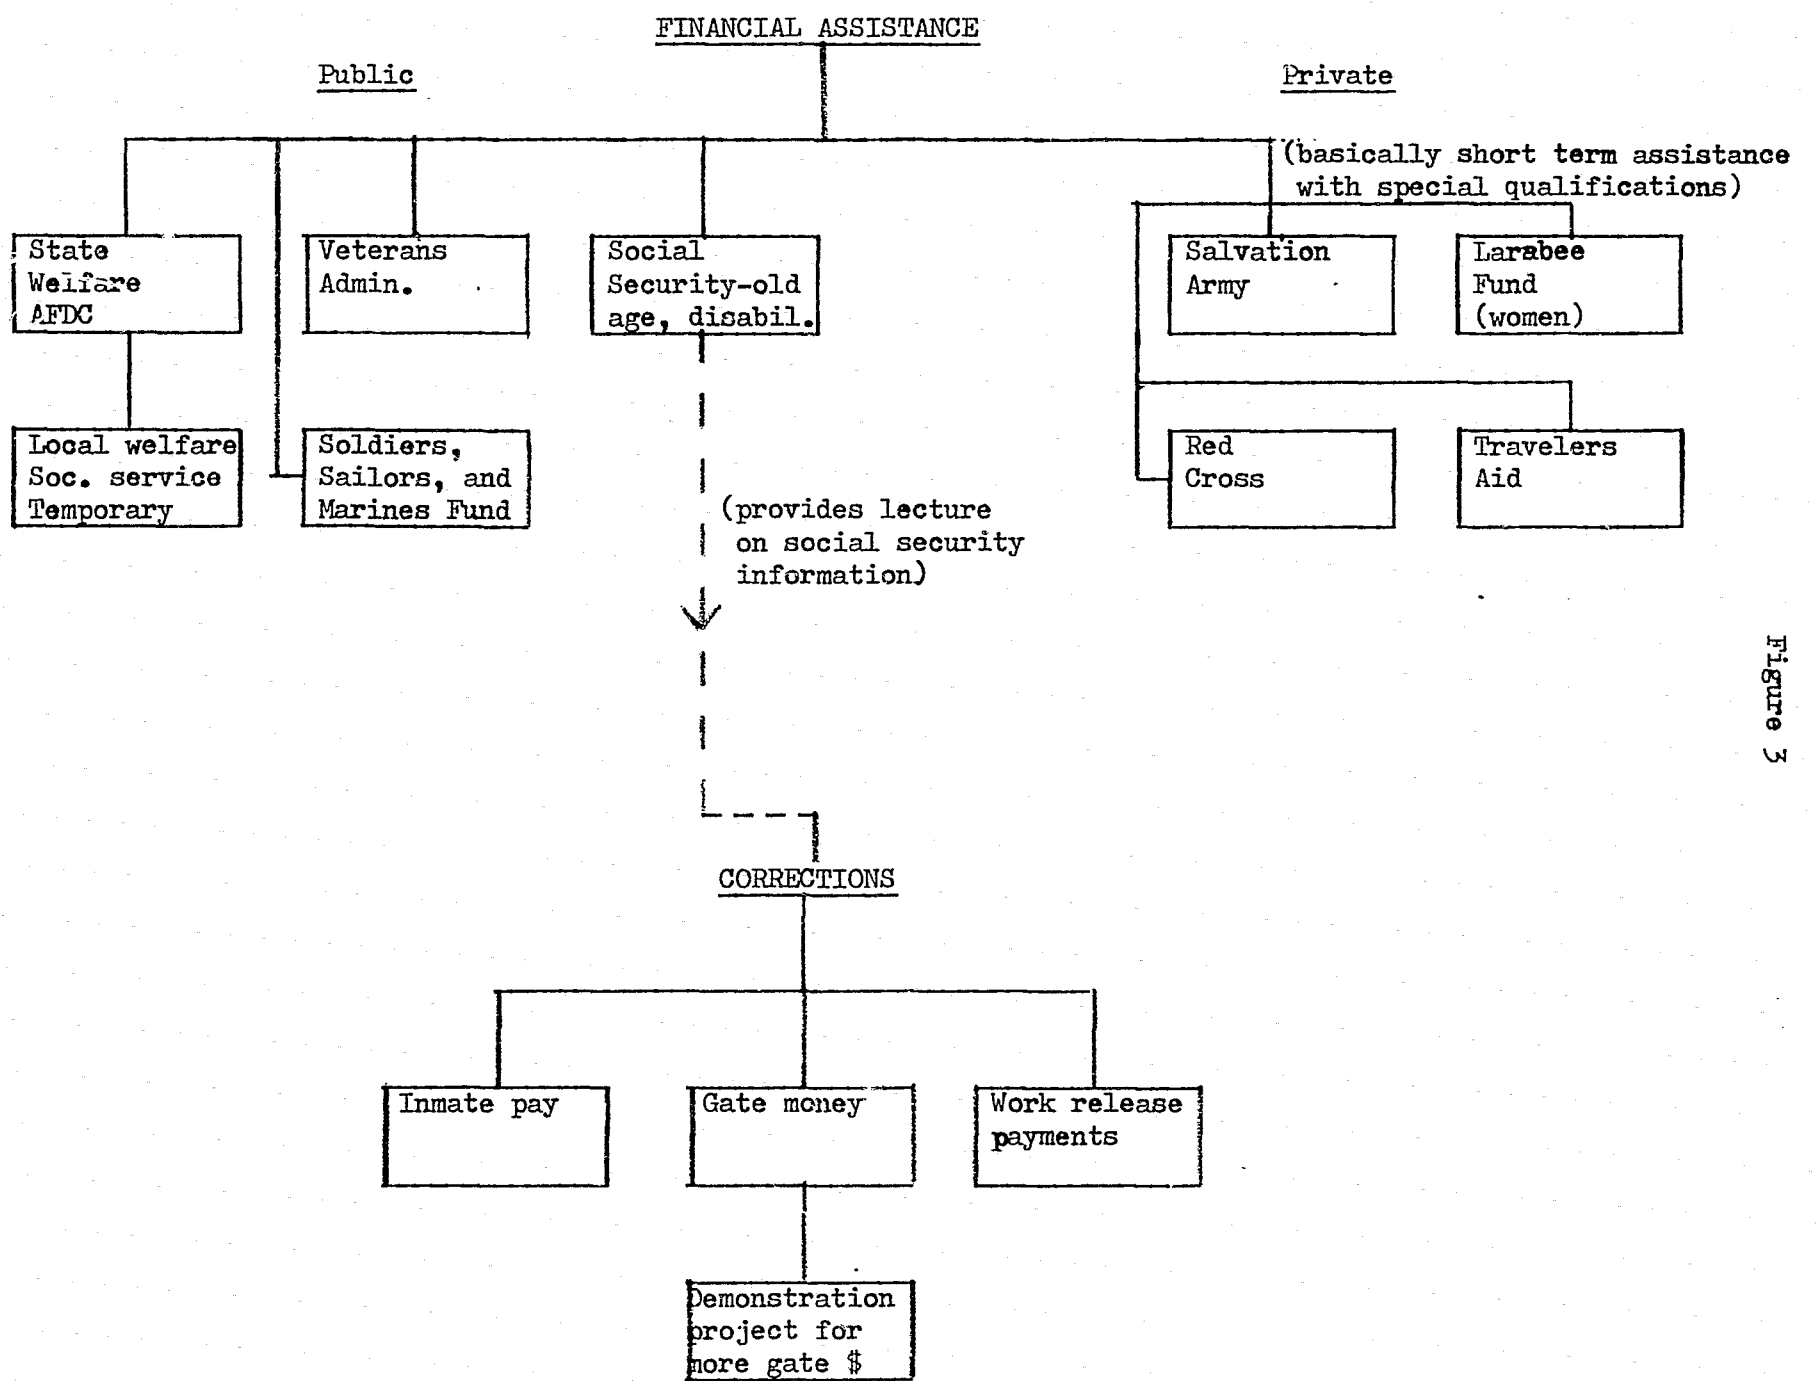 FINANCIAL ASSISTANCE
Public
Private
(basically short term assistance
with special qualifications)
State
Welfare
AFDC
Veterans
Admin.
Social
Security-old
age, disabil.
Salvation
Army
Larabee
Fund
(women)
Local welfare
Soc. service
Temporary
Soldiers,
Sailors, and
Marines Fund
Red
Cross
Travelers
Aid
(provides lecture
on social security
information)
Figure 3
CORRECTIONS
Inmate pay
Gate money
Work release
payments
Demonstration
project for
more gate $